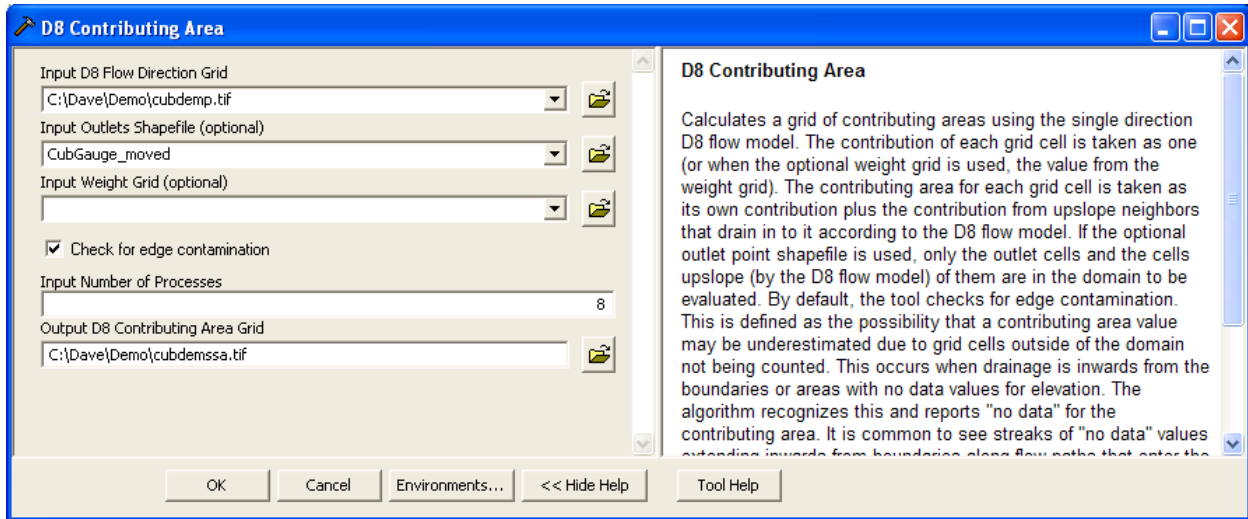 D8 Contributing Area
Input D8 Flow Direction Grid
C:\Dave\Demo\cubdemp.tif
Input Outlets Shapefile (optional)
CubGauge_moved
Input Weight Grid (optional)
Check for edge contamination
Input Number of Processes
8
Output D8 Contributing Area Grid
C:\Dave\Demo\cubdemssa.tif
D8 Contributing Area
Calculates a grid of contributing areas using the single direction
D8 flow model. The contribution of each grid cell is taken as one
(or when the optional weight grid is used, the value from the
weight grid). The contributing area for each grid cell is taken as
its own contribution plus the contribution from upslope neighbors
that drain in to it according to the D8 flow model. If the optional
outlet point shapefile is used, only the outlet cells and the cells
upslope (by the D8 flow model) of them are in the domain to be
evaluated. By default, the tool checks for edge contamination.
This is defined as the possibility that a contributing area value
may be underestimated due to grid cells outside of the domain
not being counted. This occurs when drainage is inwards from the
boundaries or areas with no data values for elevation. The
algorithm recognizes this and reports "no data" for the
contributing area. It is common to see streaks of "no data" values
extending inwards from boundaries along flow paths that enter the
OK
Cancel
Environments...
<< Hide Help
Tool Help